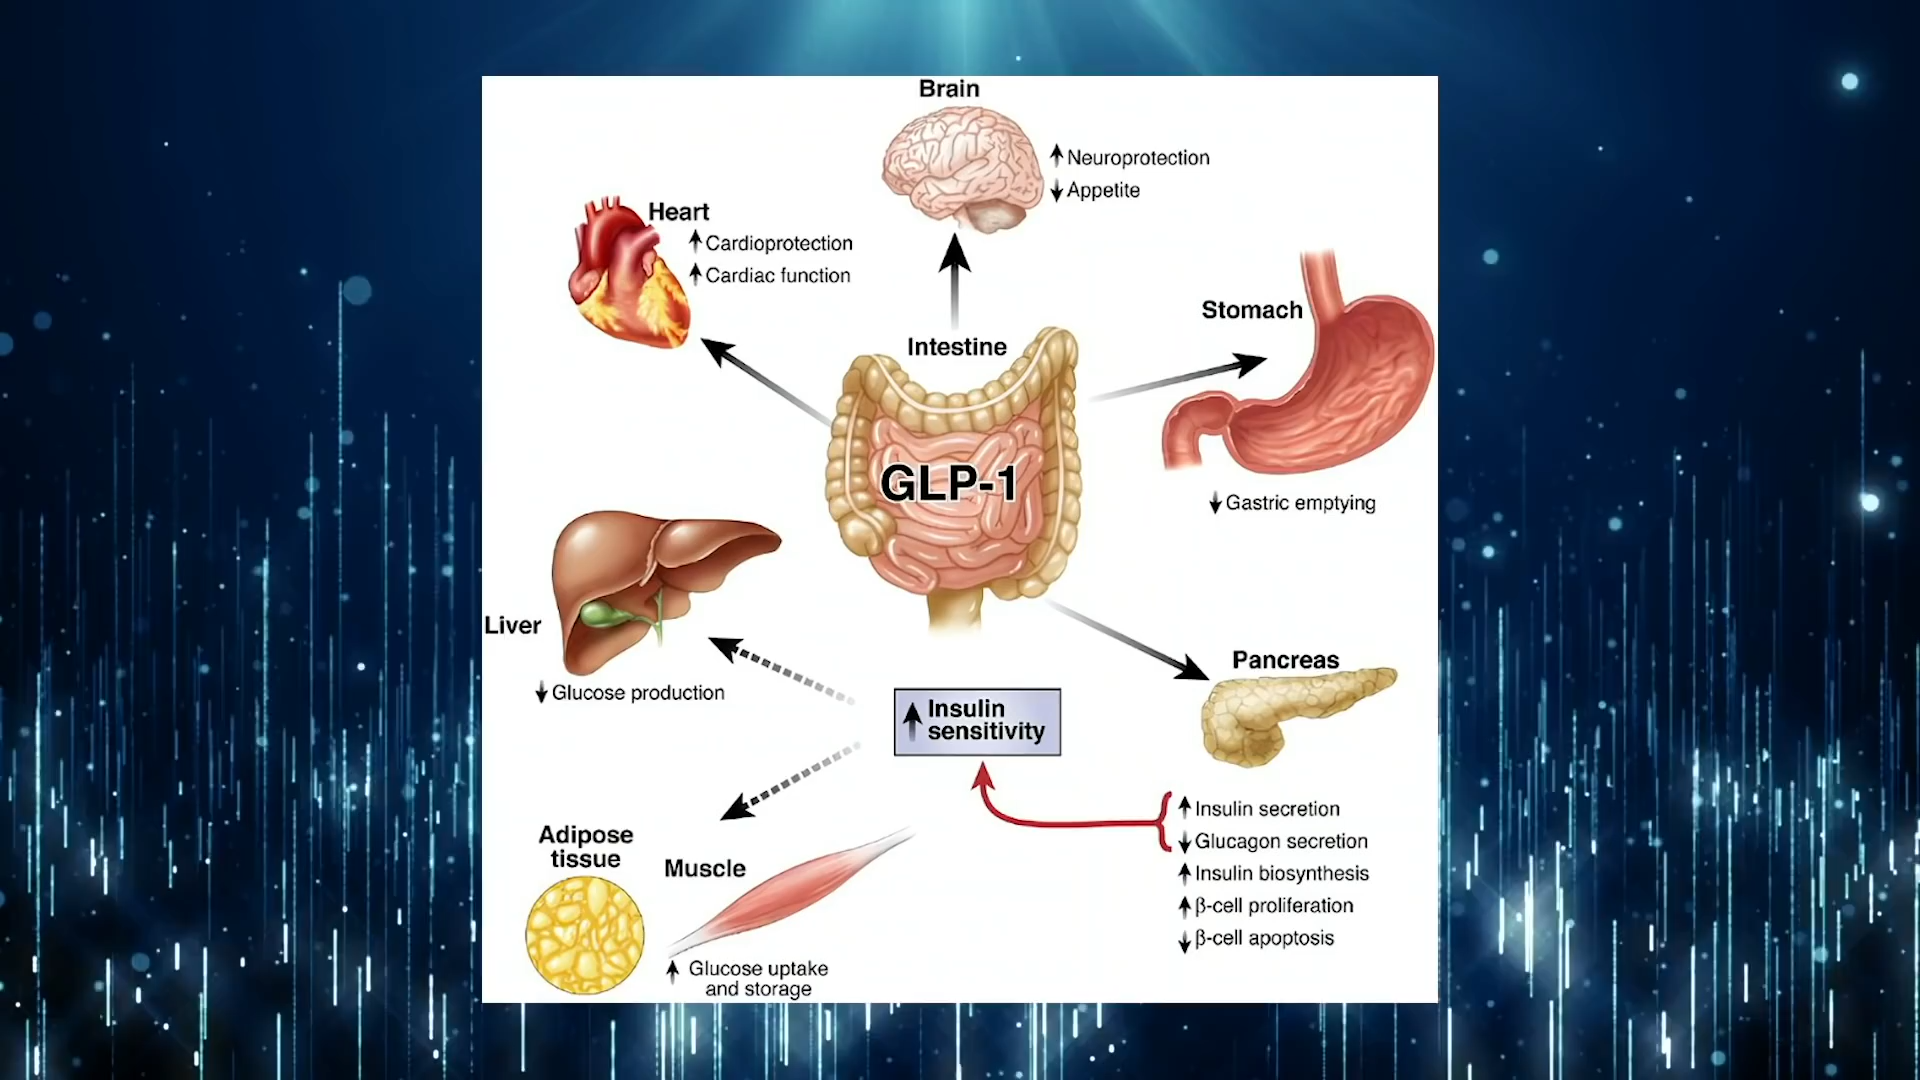 Brain
↑ Neuroprotection
↓ Appetite
Heart
↑ Cardioprotection
↑ Cardiac function
Stomach
↓ Gastric emptying
Intestine
GLP-1
Liver
↓ Glucose production
↑ Insulin
sensitivity
Pancreas
↑ Insulin secretion
↓ Glucagon secretion
↑ Insulin biosynthesis
↑ β-cell proliferation
↓ β-cell apoptosis
Adipose
tissue
Muscle
↑ Glucose uptake
and storage